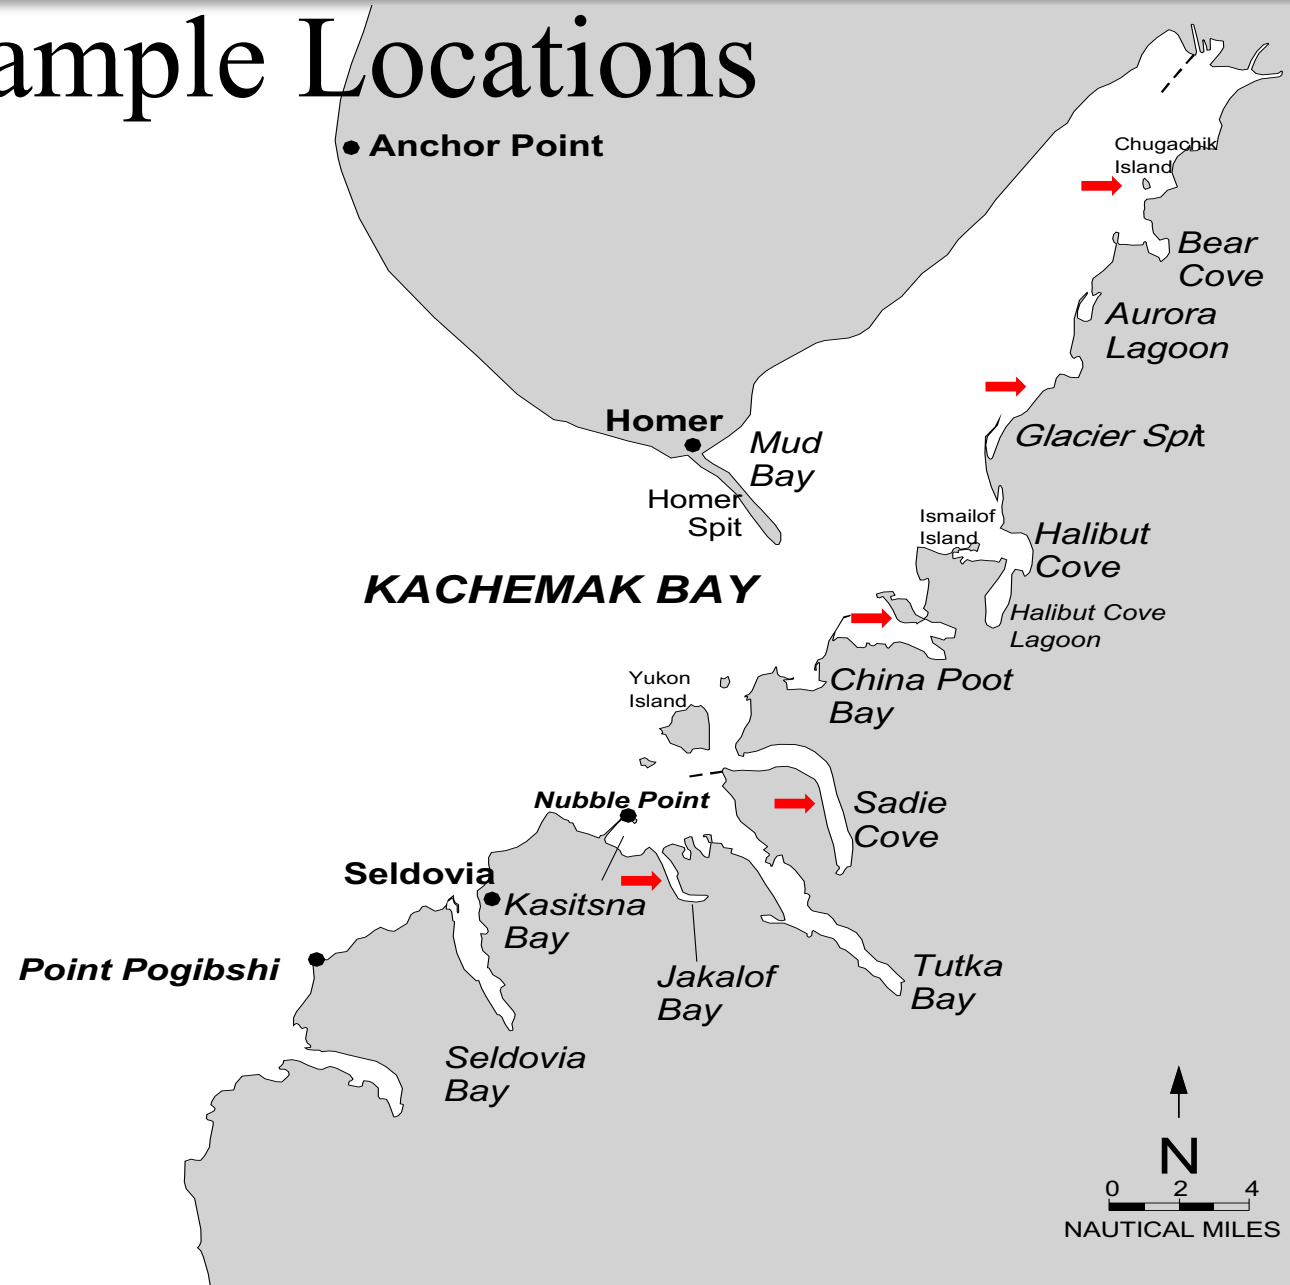 ample Locations
Anchor Point
Chugachik
Island
Bear
Cove
Aurora
Lagoon
Homer
Mud
Bay
Glacier Spit
Homer
Spit
Ismailof
Island
Halibut
Cove
KACHEMAK BAY
Halibut Cove
Lagoon
Yukon
Island
China Poot
Bay
Nubble Point
Sadie
Cove
Seldovia
Kasitsna
Bay
Point Pogibshi
Jakalof
Bay
Tutka
Bay
Seldovia
Bay
N
0 2 4
NAUTICAL MILES